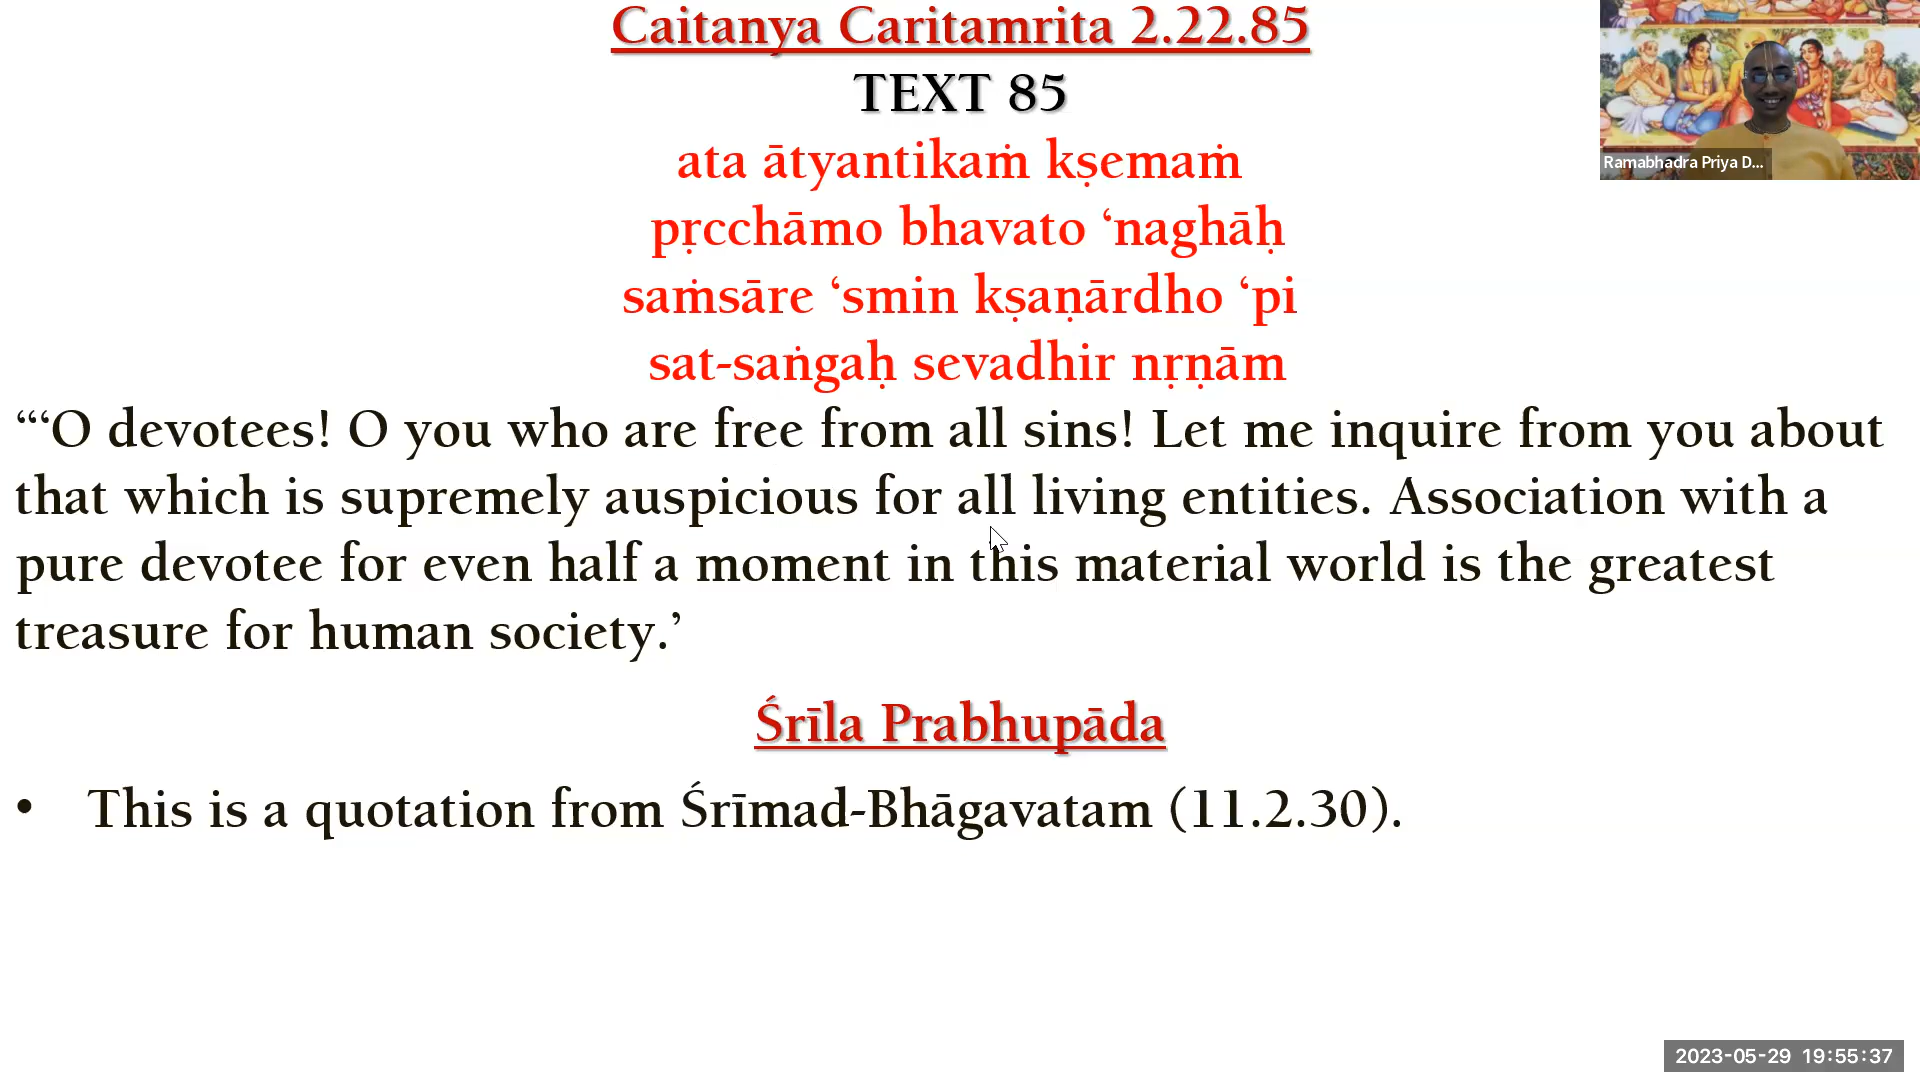 Caitanya Caritamrita 2.22.85
TEXT 85
ata ātyantikaṁ kṣemaṁ
pṛcchāmo bhavato ‘naghāḥ
saṁsāre ‘smin kṣaṇārdho ‘pi
sat-saṅgaḥ sevadhir nṛṇām
“‘O devotees! O you who are free from all sins! Let me inquire from you about
that which is supremely auspicious for all living entities. Association with a
pure devotee for even half a moment in this material world is the greatest
treasure for human society.’
Śrīla Prabhupāda
• This is a quotation from Śrīmad-Bhāgavatam (11.2.30).
Ramabhadra Priya D...
2023-05-29 19:55:37